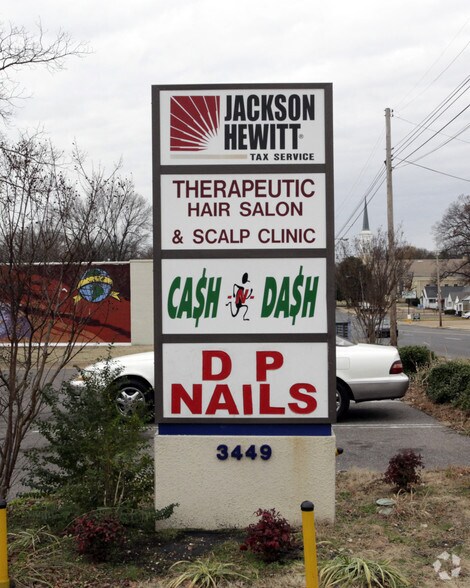 JACKSON
HEWITT®
TAX SERVICE
THERAPEUTIC
HAIR SALON
& SCALP CLINIC
CA$H N DA$H
D P
NAILS
3449